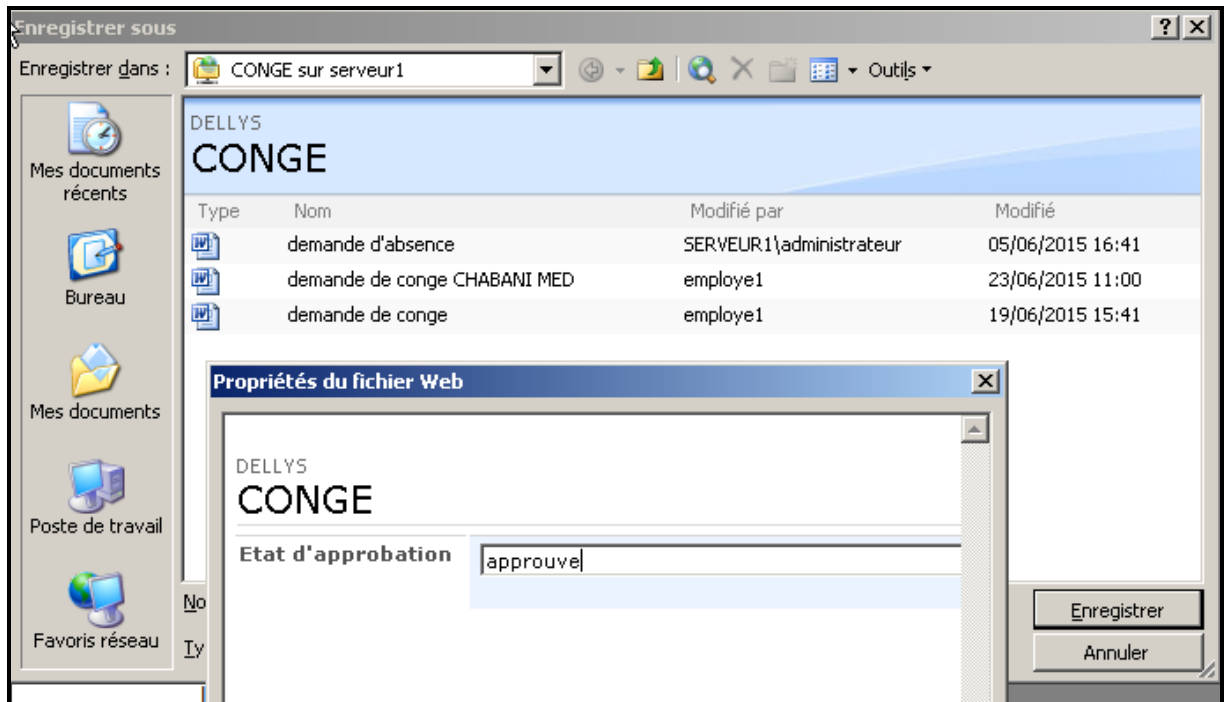 Enregistrer sous
Enregistrer dans :
CONGE sur serveur1
Outils
Mes documents
récents
Bureau
Mes documents
Poste de travail
Favoris réseau
DELLYS
CONGE
Type Nom Modifié par Modifié
demande d'absence SERVEUR1\administrateur 05/06/2015 16:41
demande de conge CHABANI MED employe1 23/06/2015 11:00
demande de conge employe1 19/06/2015 15:41
Propriétés du fichier Web
DELLYS
CONGE
Etat d'approbation approuve
No
Ty
Enregistrer
Annuler